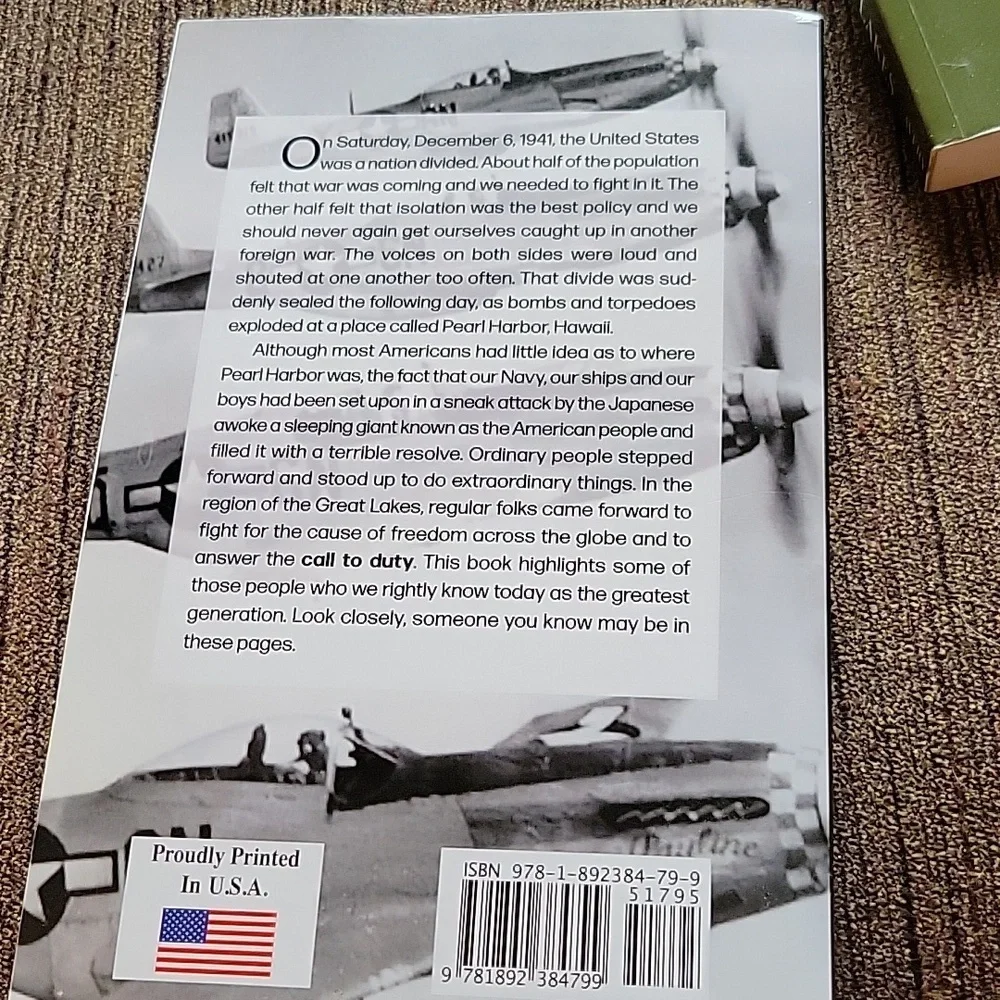 On Saturday, December 6, 1941, the United States
was a nation divided. About half of the population
felt that war was coming and we needed to fight in it. The
other half felt that isolation was the best policy and we
should never again get ourselves caught up in another
foreign war. The voices on both sides were loud and
shouted at one another too often. That divide was sud-
denly sealed the following day, as bombs and torpedoes
exploded at a place called Pearl Harbor, Hawaii.
Although most Americans had little idea as to where
Pearl Harbor was, the fact that our Navy, our ships and our
boys had been set upon in a sneak attack by the Japanese
awoke a sleeping giant known as the American people and
filled it with a terrible resolve. Ordinary people stepped
forward and stood up to do extraordinary things. In the
region of the Great Lakes, regular folks came forward to
fight for the cause of freedom across the globe and to
answer the call to duty. This book highlights some of
those people who we rightly know today as the greatest
generation. Look closely, someone you know may be in
these pages.
Proudly Printed
In U.S.A.
ISBN 978-1-892384-79-9
51795
9 781892 384799